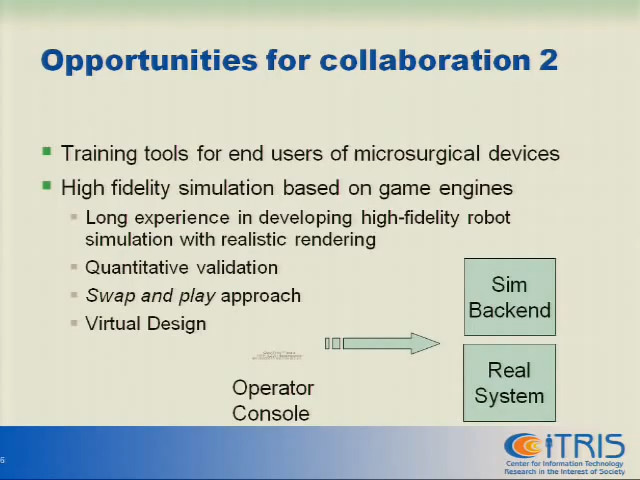 Opportunities for collaboration 2
Training tools for end users of microsurgical devices
High fidelity simulation based on game engines
Long experience in developing high-fidelity robot
simulation with realistic rendering
Quantitative validation
Swap and play approach
Virtual Design
Sim
Backend
Operator
Console
Real
System
6
CiTRIS
Center for Information Technology
Research in the Interest of Society